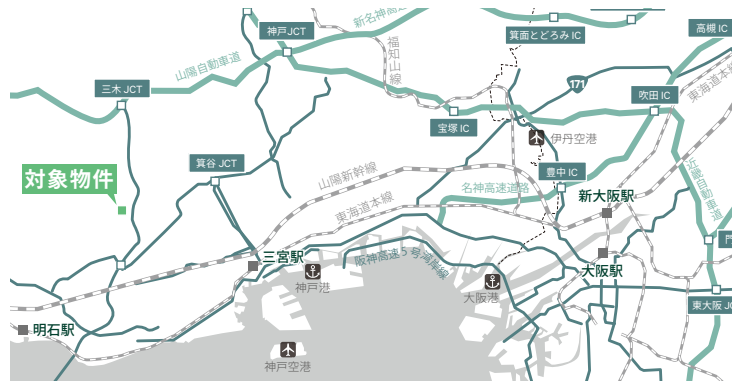 新名神高速
神戸JCT
箕面とどろみ IC
高槻 IC
福知山線
山陽自動車道
三木 JCT
171
吹田 IC
東海道本線
宝塚 IC
伊丹空港
箕谷 JCT
対象物件
豊中 IC
山陽新幹線
名神高速道路
近畿自動車道
新大阪駅
東海道本線
三宮駅
阪神高速５号湾岸線
大阪駅
神戸港
大阪港
東大阪 JC
明石駅
神戸空港